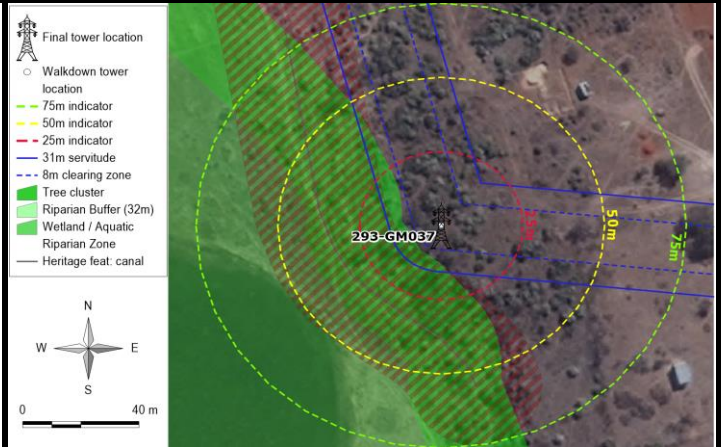 Final tower location
Walkdown tower
location
75m indicator
50m indicator
25m indicator
31m servitude
8m clearing zone
Tree cluster
Riparian Buffer (32m)
Wetland / Aquatic
Riparian Zone
Heritage feat: canal
N
W E
S
0 40 m
293-GM037
25m
50m
75m